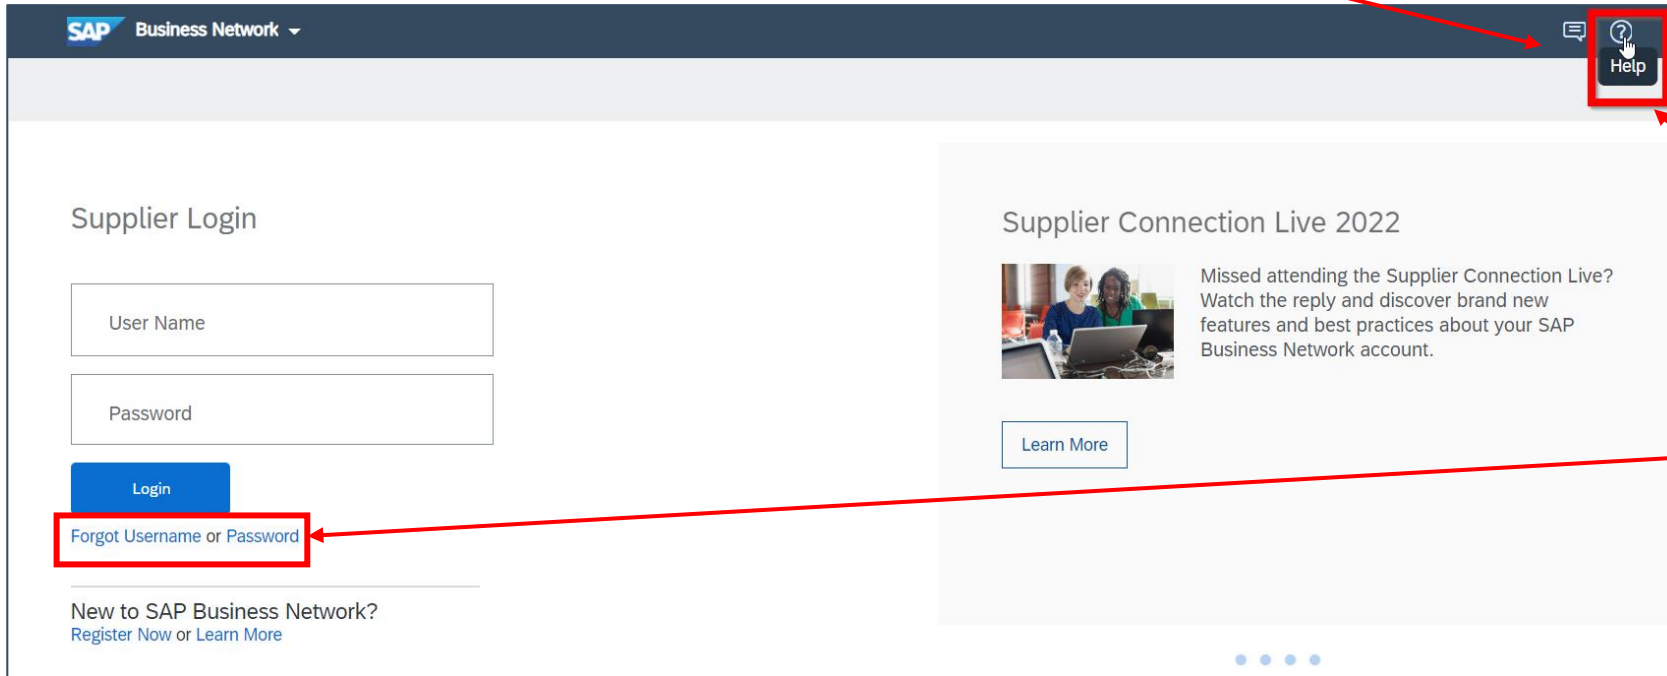 SAP Business Network
Help
Supplier Login
User Name
Password
Login
Forgot Username or Password
New to SAP Business Network?
Register Now or Learn More
Supplier Connection Live 2022
Missed attending the Supplier Connection Live?
Watch the reply and discover brand new
features and best practices about your SAP
Business Network account.
Learn More